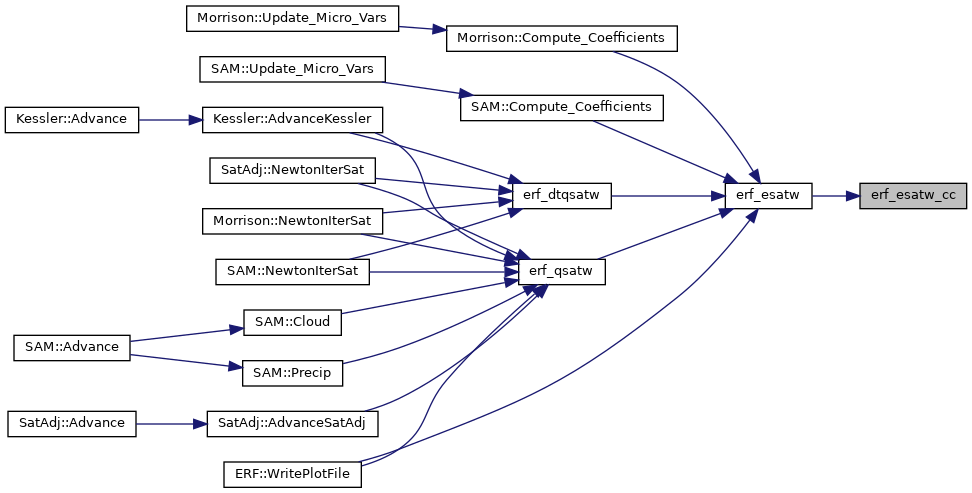 Morrison::Update_Micro_Vars
Morrison::Compute_Coefficients
SAM::Update_Micro_Vars
SAM::Compute_Coefficients
Kessler::Advance
Kessler::AdvanceKessler
SatAdj::NewtonIterSat
erf_dtqsatw
erf_esatw
erf_esatw_cc
Morrison::NewtonIterSat
SAM::NewtonIterSat
erf_qsatw
SAM::Cloud
SAM::Advance
SAM::Precip
SatAdj::Advance
SatAdj::AdvanceSatAdj
ERF::WritePlotFile